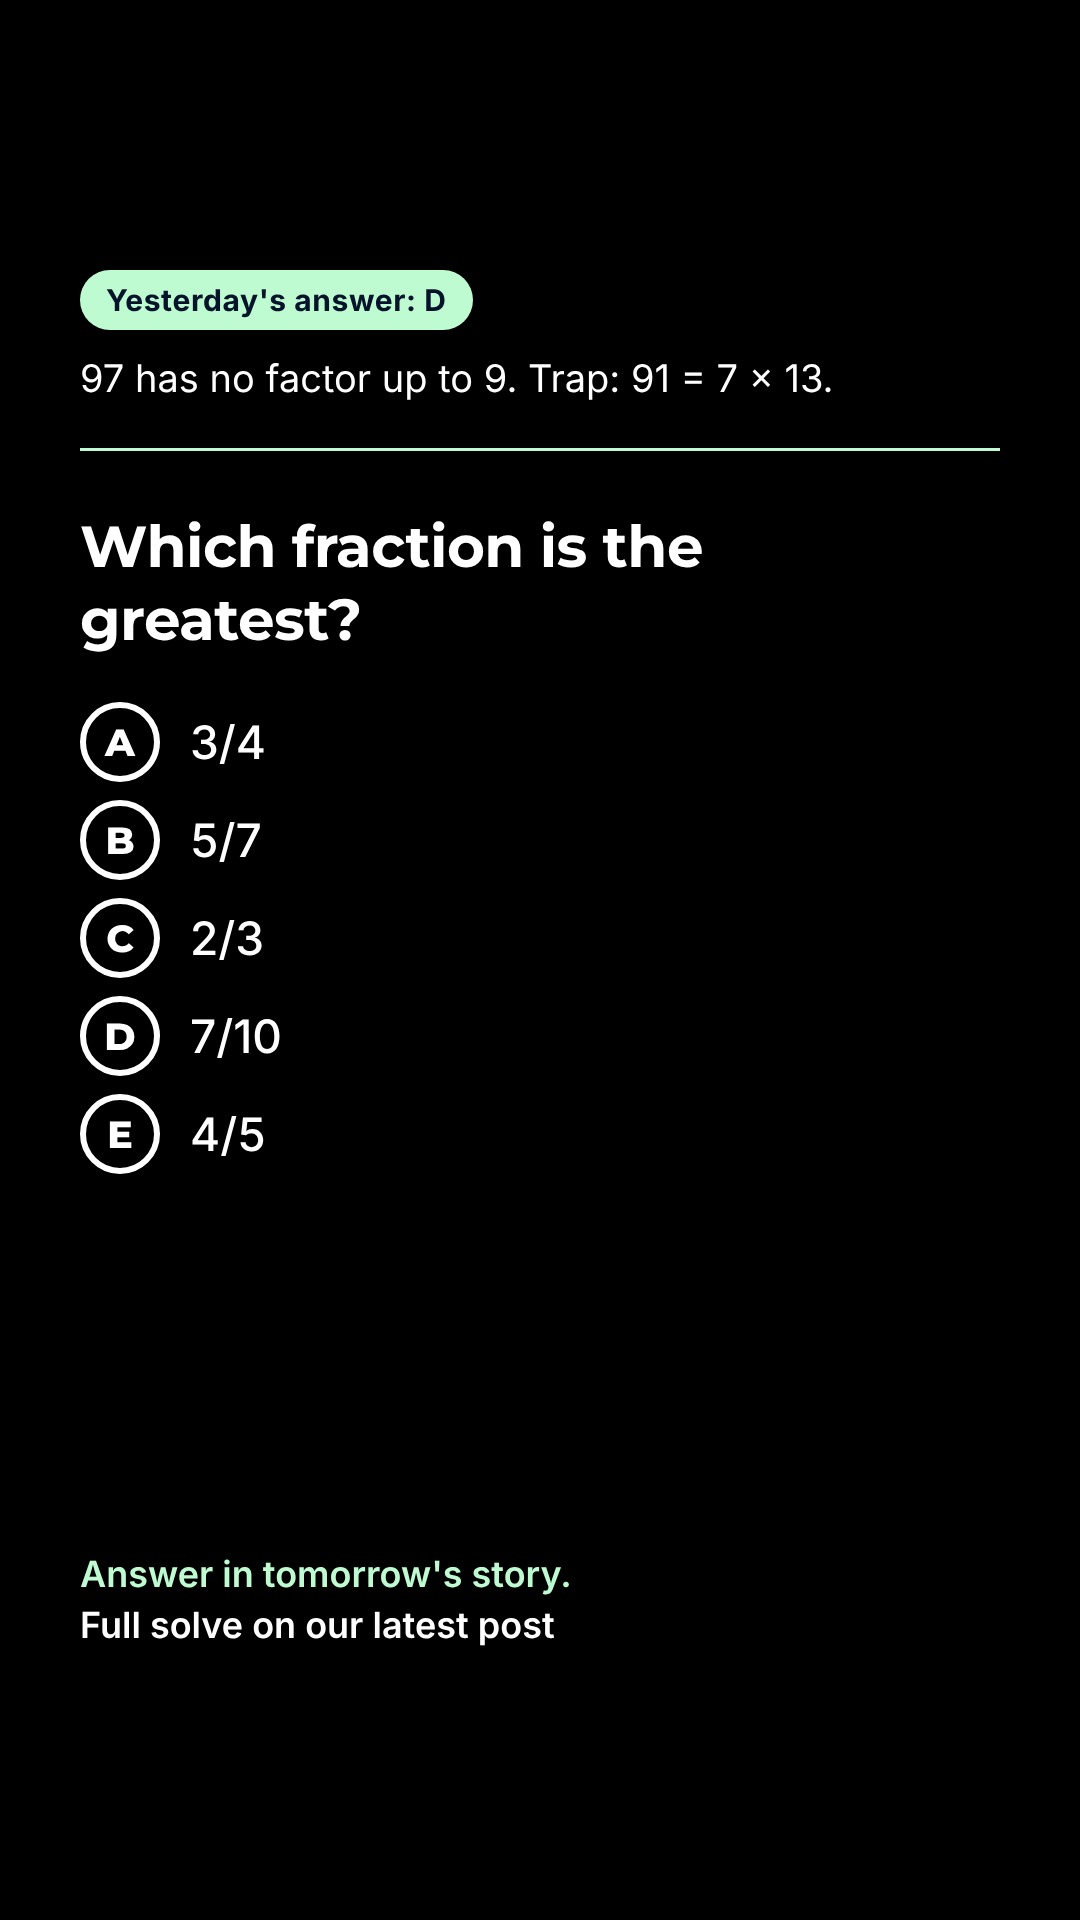 Yesterday's answer: D
97 has no factor up to 9. Trap: 91 = 7 × 13.
Which fraction is the
greatest?
A 3/4
B 5/7
C 2/3
D 7/10
E 4/5
Answer in tomorrow's story.
Full solve on our latest post